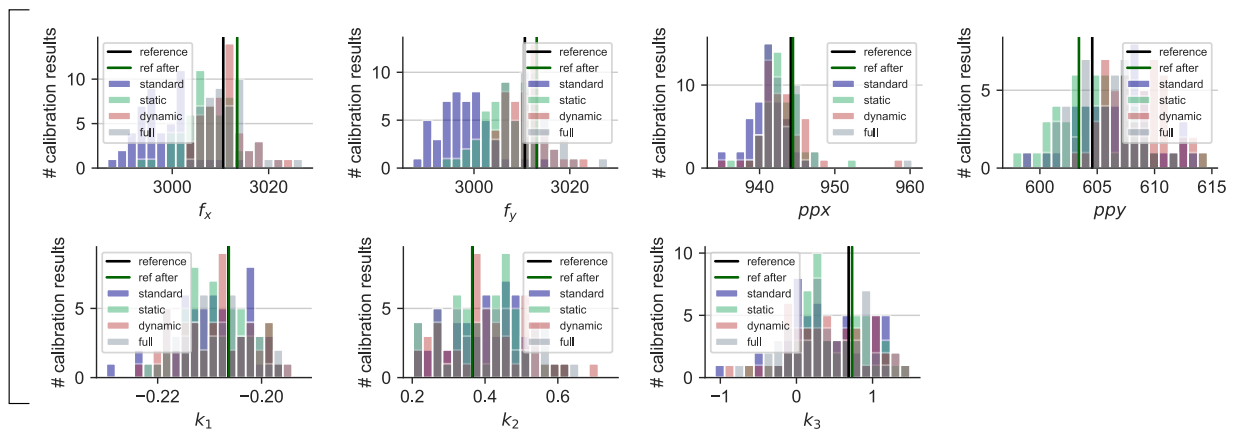 # calibration results
10
5
0
reference
ref after
standard
static
dynamic
full
3000
3020
f_x
# calibration results
10
5
0
reference
ref after
standard
static
dynamic
full
3000
3020
f_y
# calibration results
20
10
0
reference
ref after
standard
static
dynamic
full
940
950
960
ppx
# calibration results
5
0
reference
ref after
standard
static
dynamic
full
600
605
610
615
ppy
# calibration results
5
0
reference
ref after
standard
static
dynamic
full
−0.22
−0.20
k_1
# calibration results
5
0
reference
ref after
standard
static
dynamic
full
0.2
0.4
0.6
k_2
# calibration results
10
5
0
reference
ref after
standard
static
dynamic
full
−1
0
1
k_3